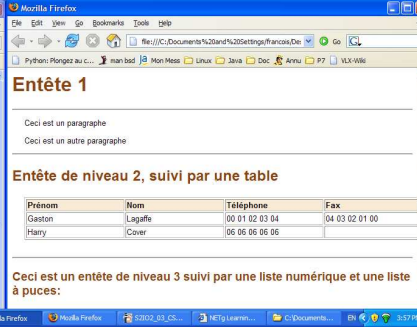 Mozilla Firefox
File Edit View Go Bookmarks Tools Help
file:///C:/Documents%20and%20Settings/francois/De: Go G,
Python: Plongez au c... man bsd Mon Mess Linux Java Doc Annu P7 VLX-Wiki
Entête 1
Ceci est un paragraphe
Ceci est un autre paragraphe
Entête de niveau 2, suivi par une table
Prénom Nom Téléphone Fax
Gaston Lagaffe 00 01 02 03 04 04 03 02 01 00
Harry Cover 06 06 06 06 06
Ceci est un entête de niveau 3 suivi par une liste numérique et une liste
à puces:
la Firefox Mozilla Firefox S2IO2_03_CS... NETg Learnin... C:\Documents... EN 3:57P